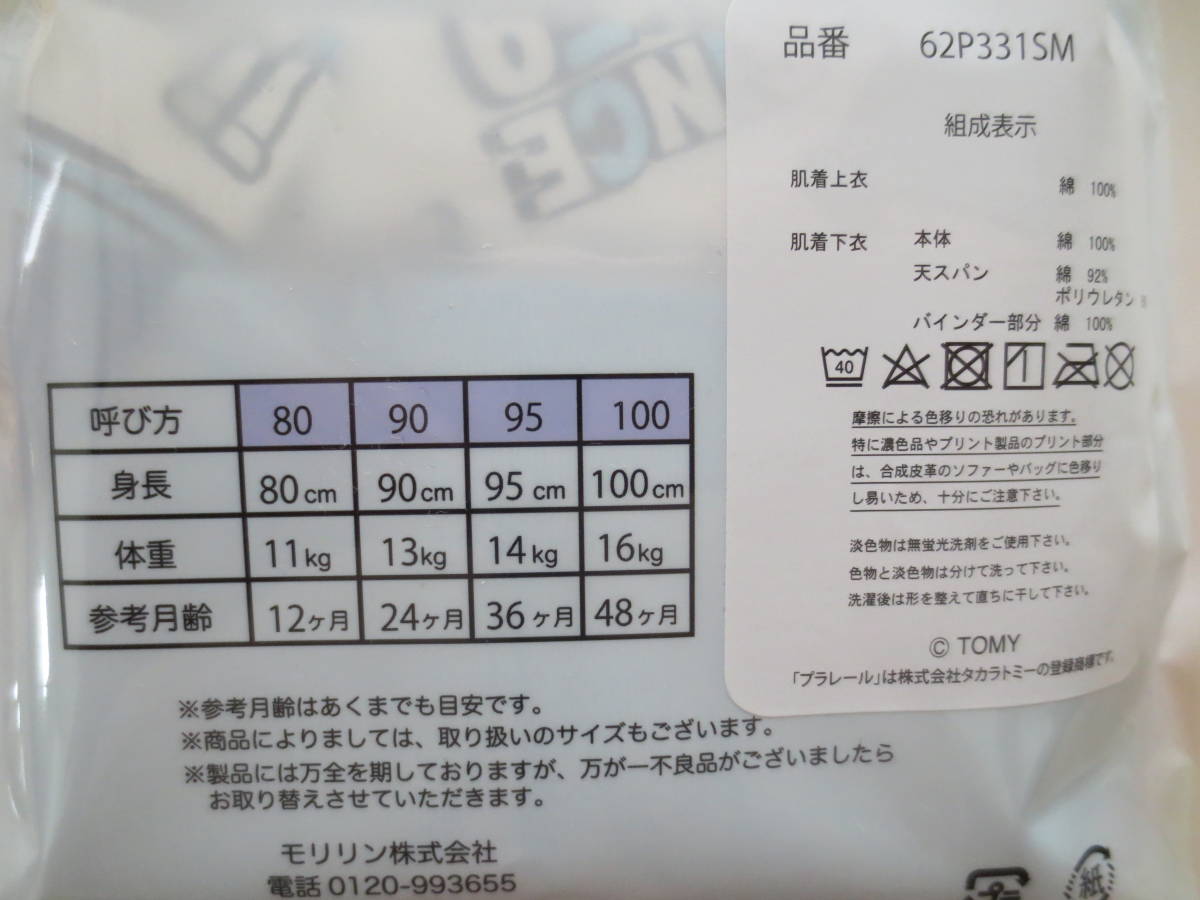 品番 62P331SM
組成表示
肌着上衣 綿 100%
肌着下衣 本体 綿 100%
天スパン 綿 92%
ポリウレタン
バインダー部分 綿 100%
40
摩擦による色移りの恐れがあります。
特に濃色品やプリント製品のプリント部分
は、合成皮革のソファーやバッグに色移り
し易いため、十分にご注意下さい。
淡色物は無蛍光洗剤をご使用下さい。
色物と淡色物は分けて洗って下さい。
洗濯後は形を整えて直ちに干して下さい。
© TOMY
「プラレール」は株式会社タカラトミーの登録商標です。
呼び方 80 90 95 100
身長 80cm 90cm 95cm 100cm
体重 11kg 13kg 14kg 16kg
参考月齢 12ヶ月 24ヶ月 36ヶ月 48ヶ月
※参考月齢はあくまでも目安です。
※商品によりましては、取り扱いのサイズもございます。
※製品には万全を期しておりますが、万が一不良品がございましたら
お取り替えさせていただきます。
モリリン株式会社
電話 0120-993655
紙